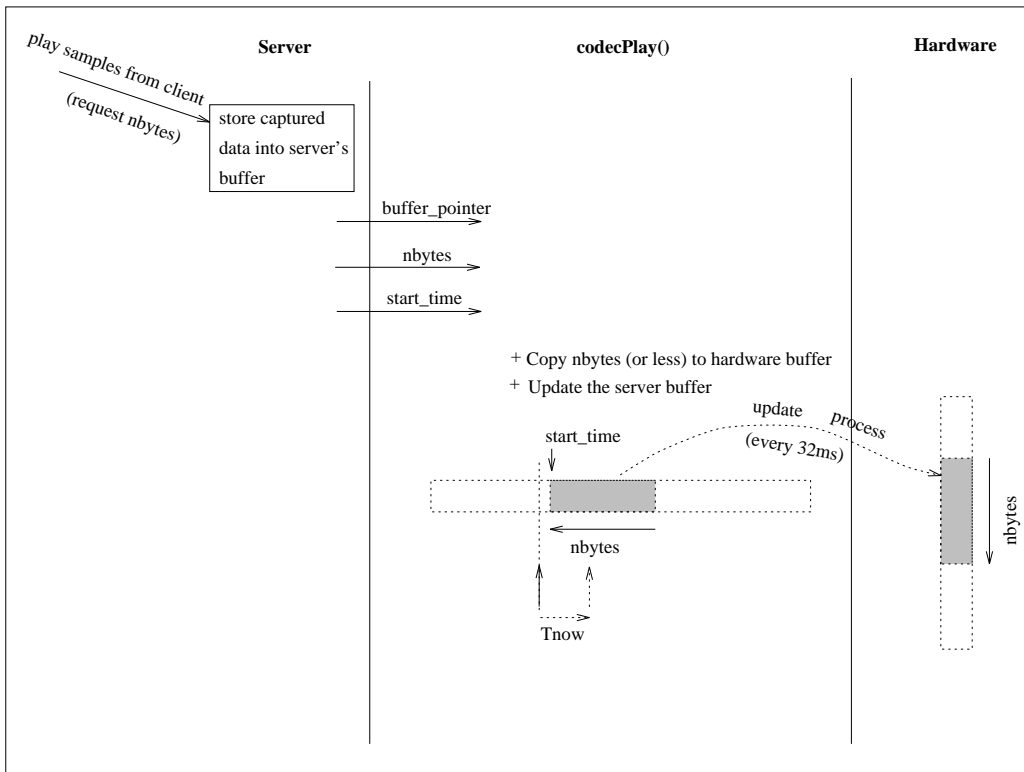 Server
codecPlay()
Hardware
play samples from client
(request nbytes)
store captured
data into server's
buffer
buffer_pointer
nbytes
start_time
+ Copy nbytes (or less) to hardware buffer
+ Update the server buffer
update process
(every 32ms)
start_time
nbytes
nbytes
Tnow